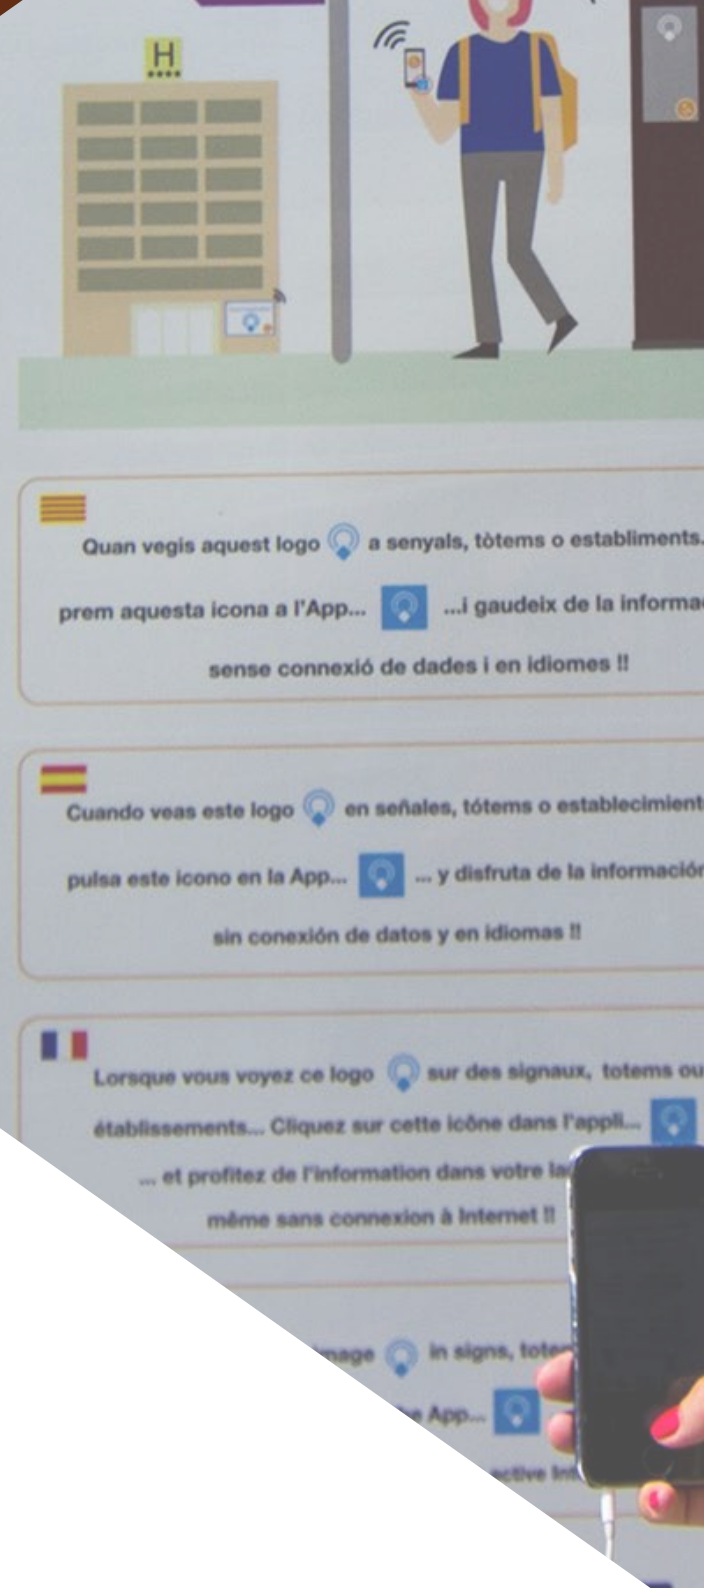 H
Quan vegis aquest logo a senyals, tòtems o establiments.
prem aquesta icona a l'App... ...i gaudeix de la informa
sense connexió de dades i en idiomes !!
Cuando veas este logo en señales, tótems o establecimient
pulsa este icono en la App... ... y disfruta de la información
sin conexión de datos y en idiomas !!
Lorsque vous voyez ce logo sur des signaux, totems ou
établissements... Cliquez sur cette icône dans l'appli...
... et profitez de l'information dans votre la
même sans connexion à Internet !!
mage in signs, totem
App...
ective Int